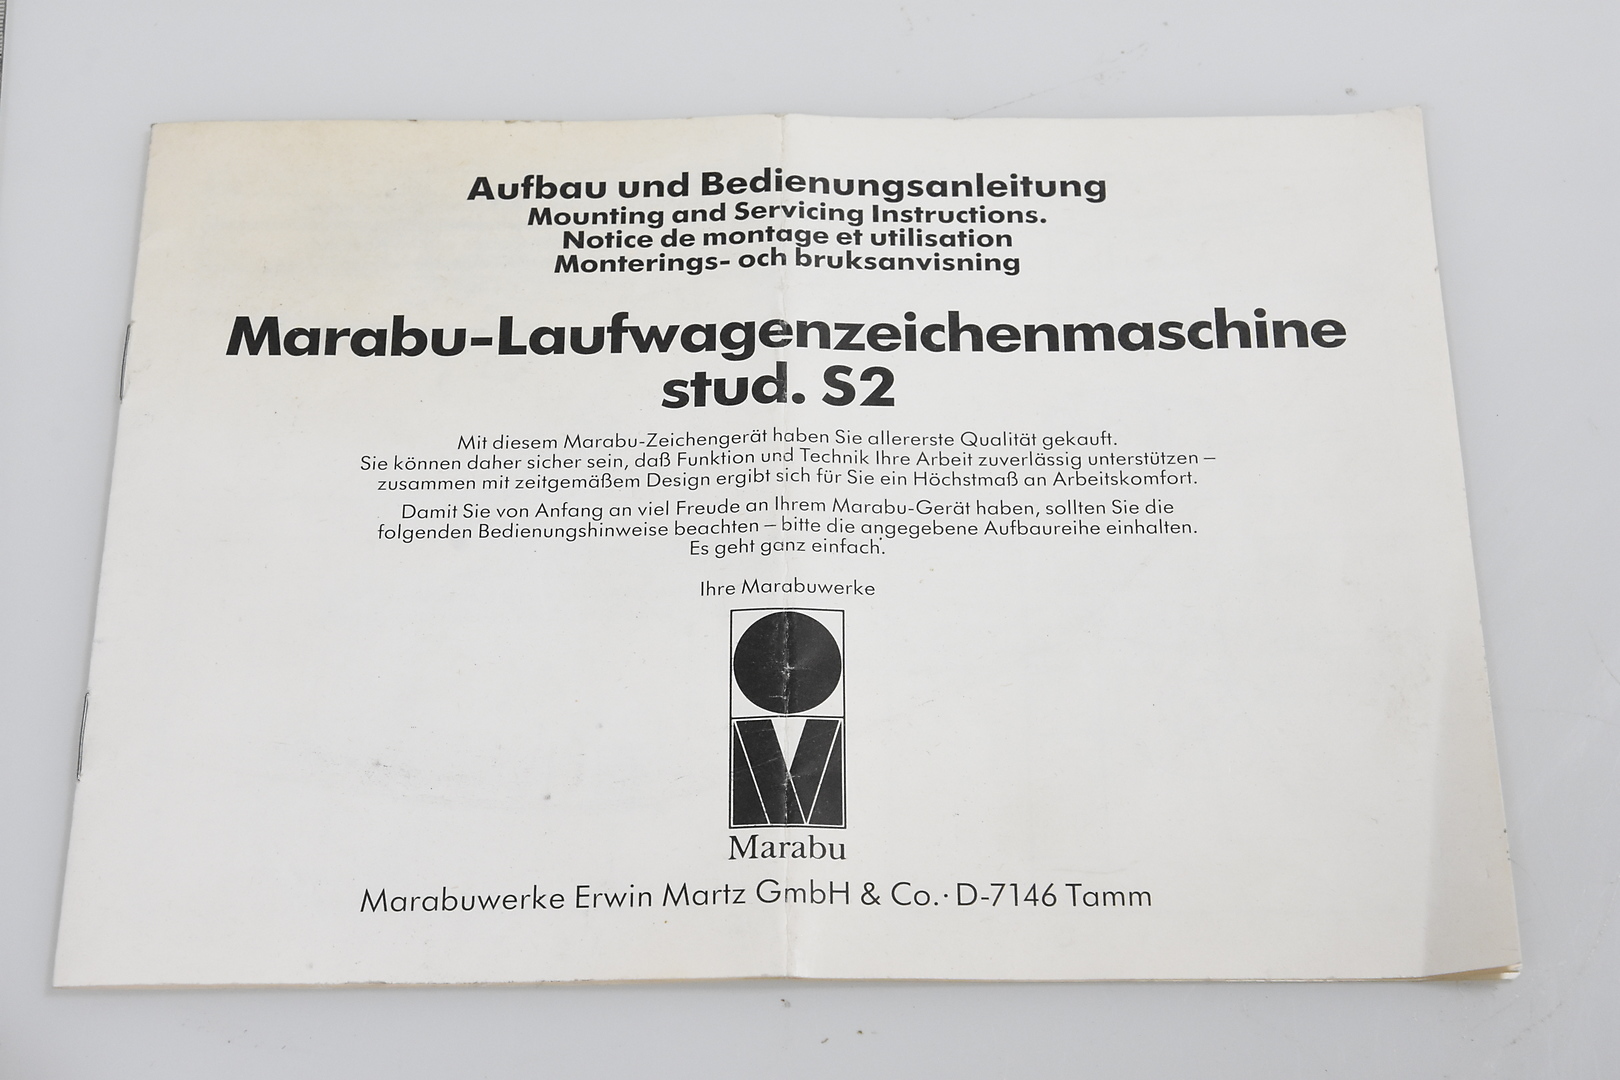 Aufbau und Bedienungsanleitung
Mounting and Servicing Instructions.
Notice de montage et utilisation
Monterings- och bruksanvisning
Marabu-Laufwagenzeichenmaschine
stud. S2
Mit diesem Marabu-Zeichengerät haben Sie allererste Qualität gekauft.
Sie können daher sicher sein, daß Funktion und Technik Ihre Arbeit zuverlässig unterstützen –
zusammen mit zeitgemäßem Design ergibt sich für Sie ein Höchstmaß an Arbeitskomfort.
Damit Sie von Anfang an viel Freude an Ihrem Marabu-Gerät haben, sollten Sie die
folgenden Bedienungshinweise beachten – bitte die angegebene Aufbaureihe einhalten.
Es geht ganz einfach.
Ihre Marabuwerke
Marabu
Marabuwerke Erwin Martz GmbH & Co. · D-7146 Tamm